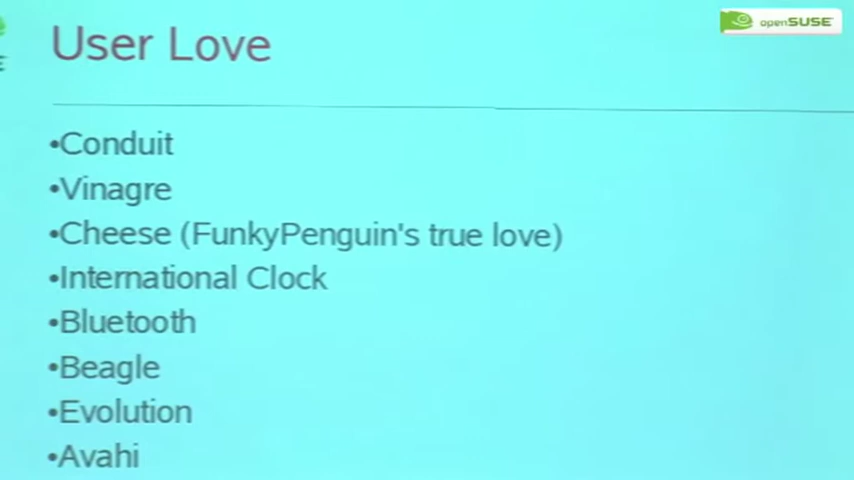 openSUSE
User Love
•Conduit
•Vinagre
•Cheese (FunkyPenguin's true love)
•International Clock
•Bluetooth
•Beagle
•Evolution
•Avahi